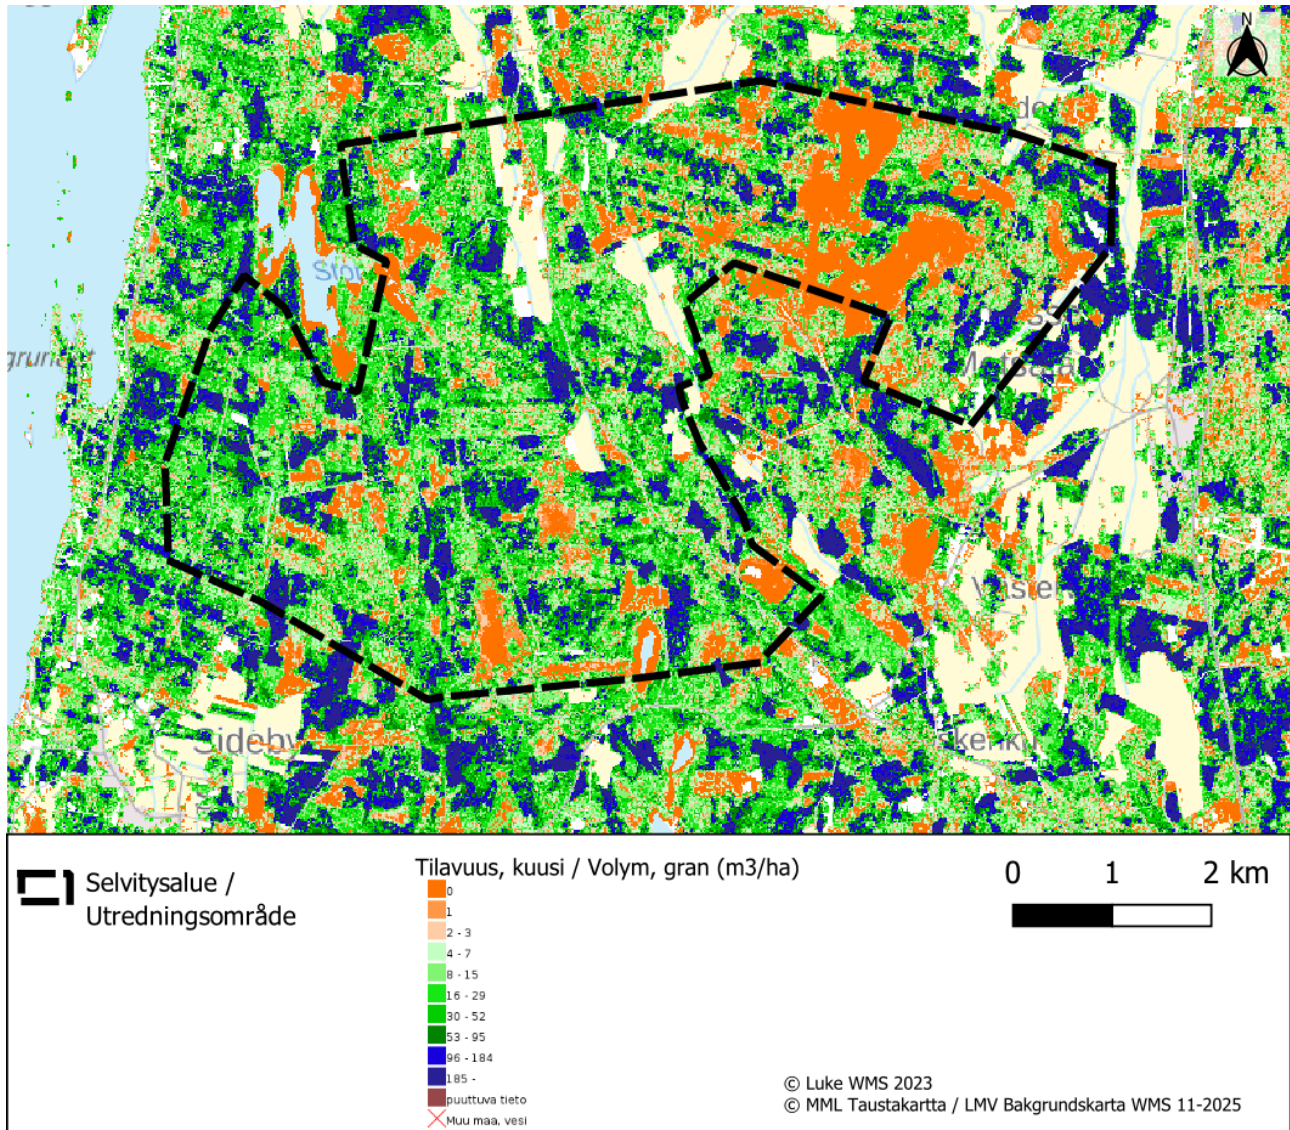 N
Stor
Sideby
Selvitysalue /
Utredningsområde
Tilavuus, kuusi / Volym, gran (m3/ha)
0
1
2 - 3
4 - 7
8 - 15
16 - 29
30 - 52
53 - 95
96 - 184
185 -
puuttuva tieto
Muu maa, vesi
0 1 2 km
© Luke WMS 2023
© MML Taustakartta / LMV Bakgrundskarta WMS 11-2025